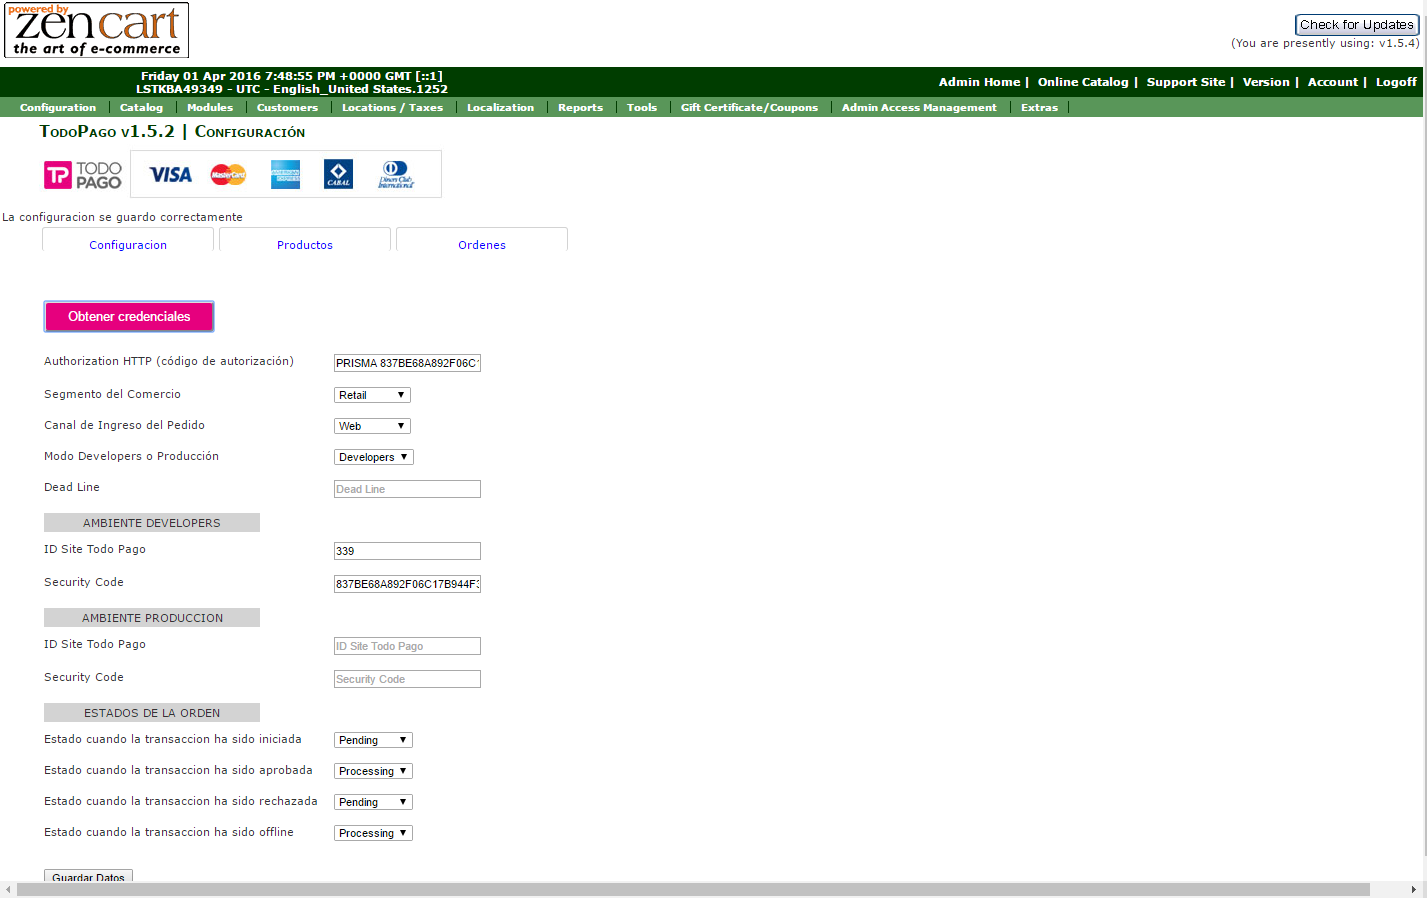 powered by
zen cart
the art of e-commerce
Check for Updates
(You are presently using: v1.5.4)
Friday 01 Apr 2016 7:48:55 PM +0000 GMT [::1]
LSTKBA49349 - UTC - English_United States.1252
Admin Home | Online Catalog | Support Site | Version | Account | Logoff
Configuration Catalog Modules Customers Locations / Taxes Localization Reports Tools Gift Certificate/Coupons Admin Access Management Extras
TodoPago v1.5.2 | Configuración
TP TODO PAGO VISA MasterCard AMERICAN EXPRESS CABAL Diners Club International
La configuracion se guardo correctamente
Configuracion Productos Ordenes
Obtener credenciales
Authorization HTTP (código de autorización) PRISMA 837BE68A892F06C1
Segmento del Comercio Retail
Canal de Ingreso del Pedido Web
Modo Developers o Producción Developers
Dead Line Dead Line
AMBIENTE DEVELOPERS
ID Site Todo Pago 339
Security Code 837BE68A892F06C17B944F3
AMBIENTE PRODUCCION
ID Site Todo Pago ID Site Todo Pago
Security Code Security Code
ESTADOS DE LA ORDEN
Estado cuando la transaccion ha sido iniciada Pending
Estado cuando la transaccion ha sido aprobada Processing
Estado cuando la transaccion ha sido rechazada Pending
Estado cuando la transaccion ha sido offline Processing
Guardar Datos